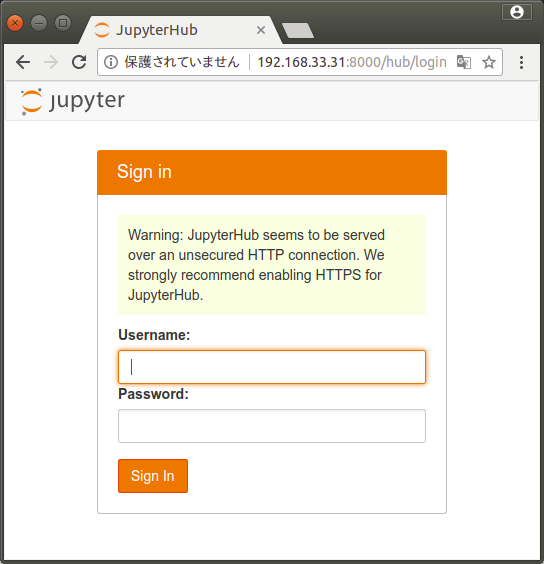 JupyterHub
保護されていません 192.168.33.31:8000/hub/login
jupyter
Sign in
Warning: JupyterHub seems to be served
over an unsecured HTTP connection. We
strongly recommend enabling HTTPS for
JupyterHub.
Username:
Password:
Sign In